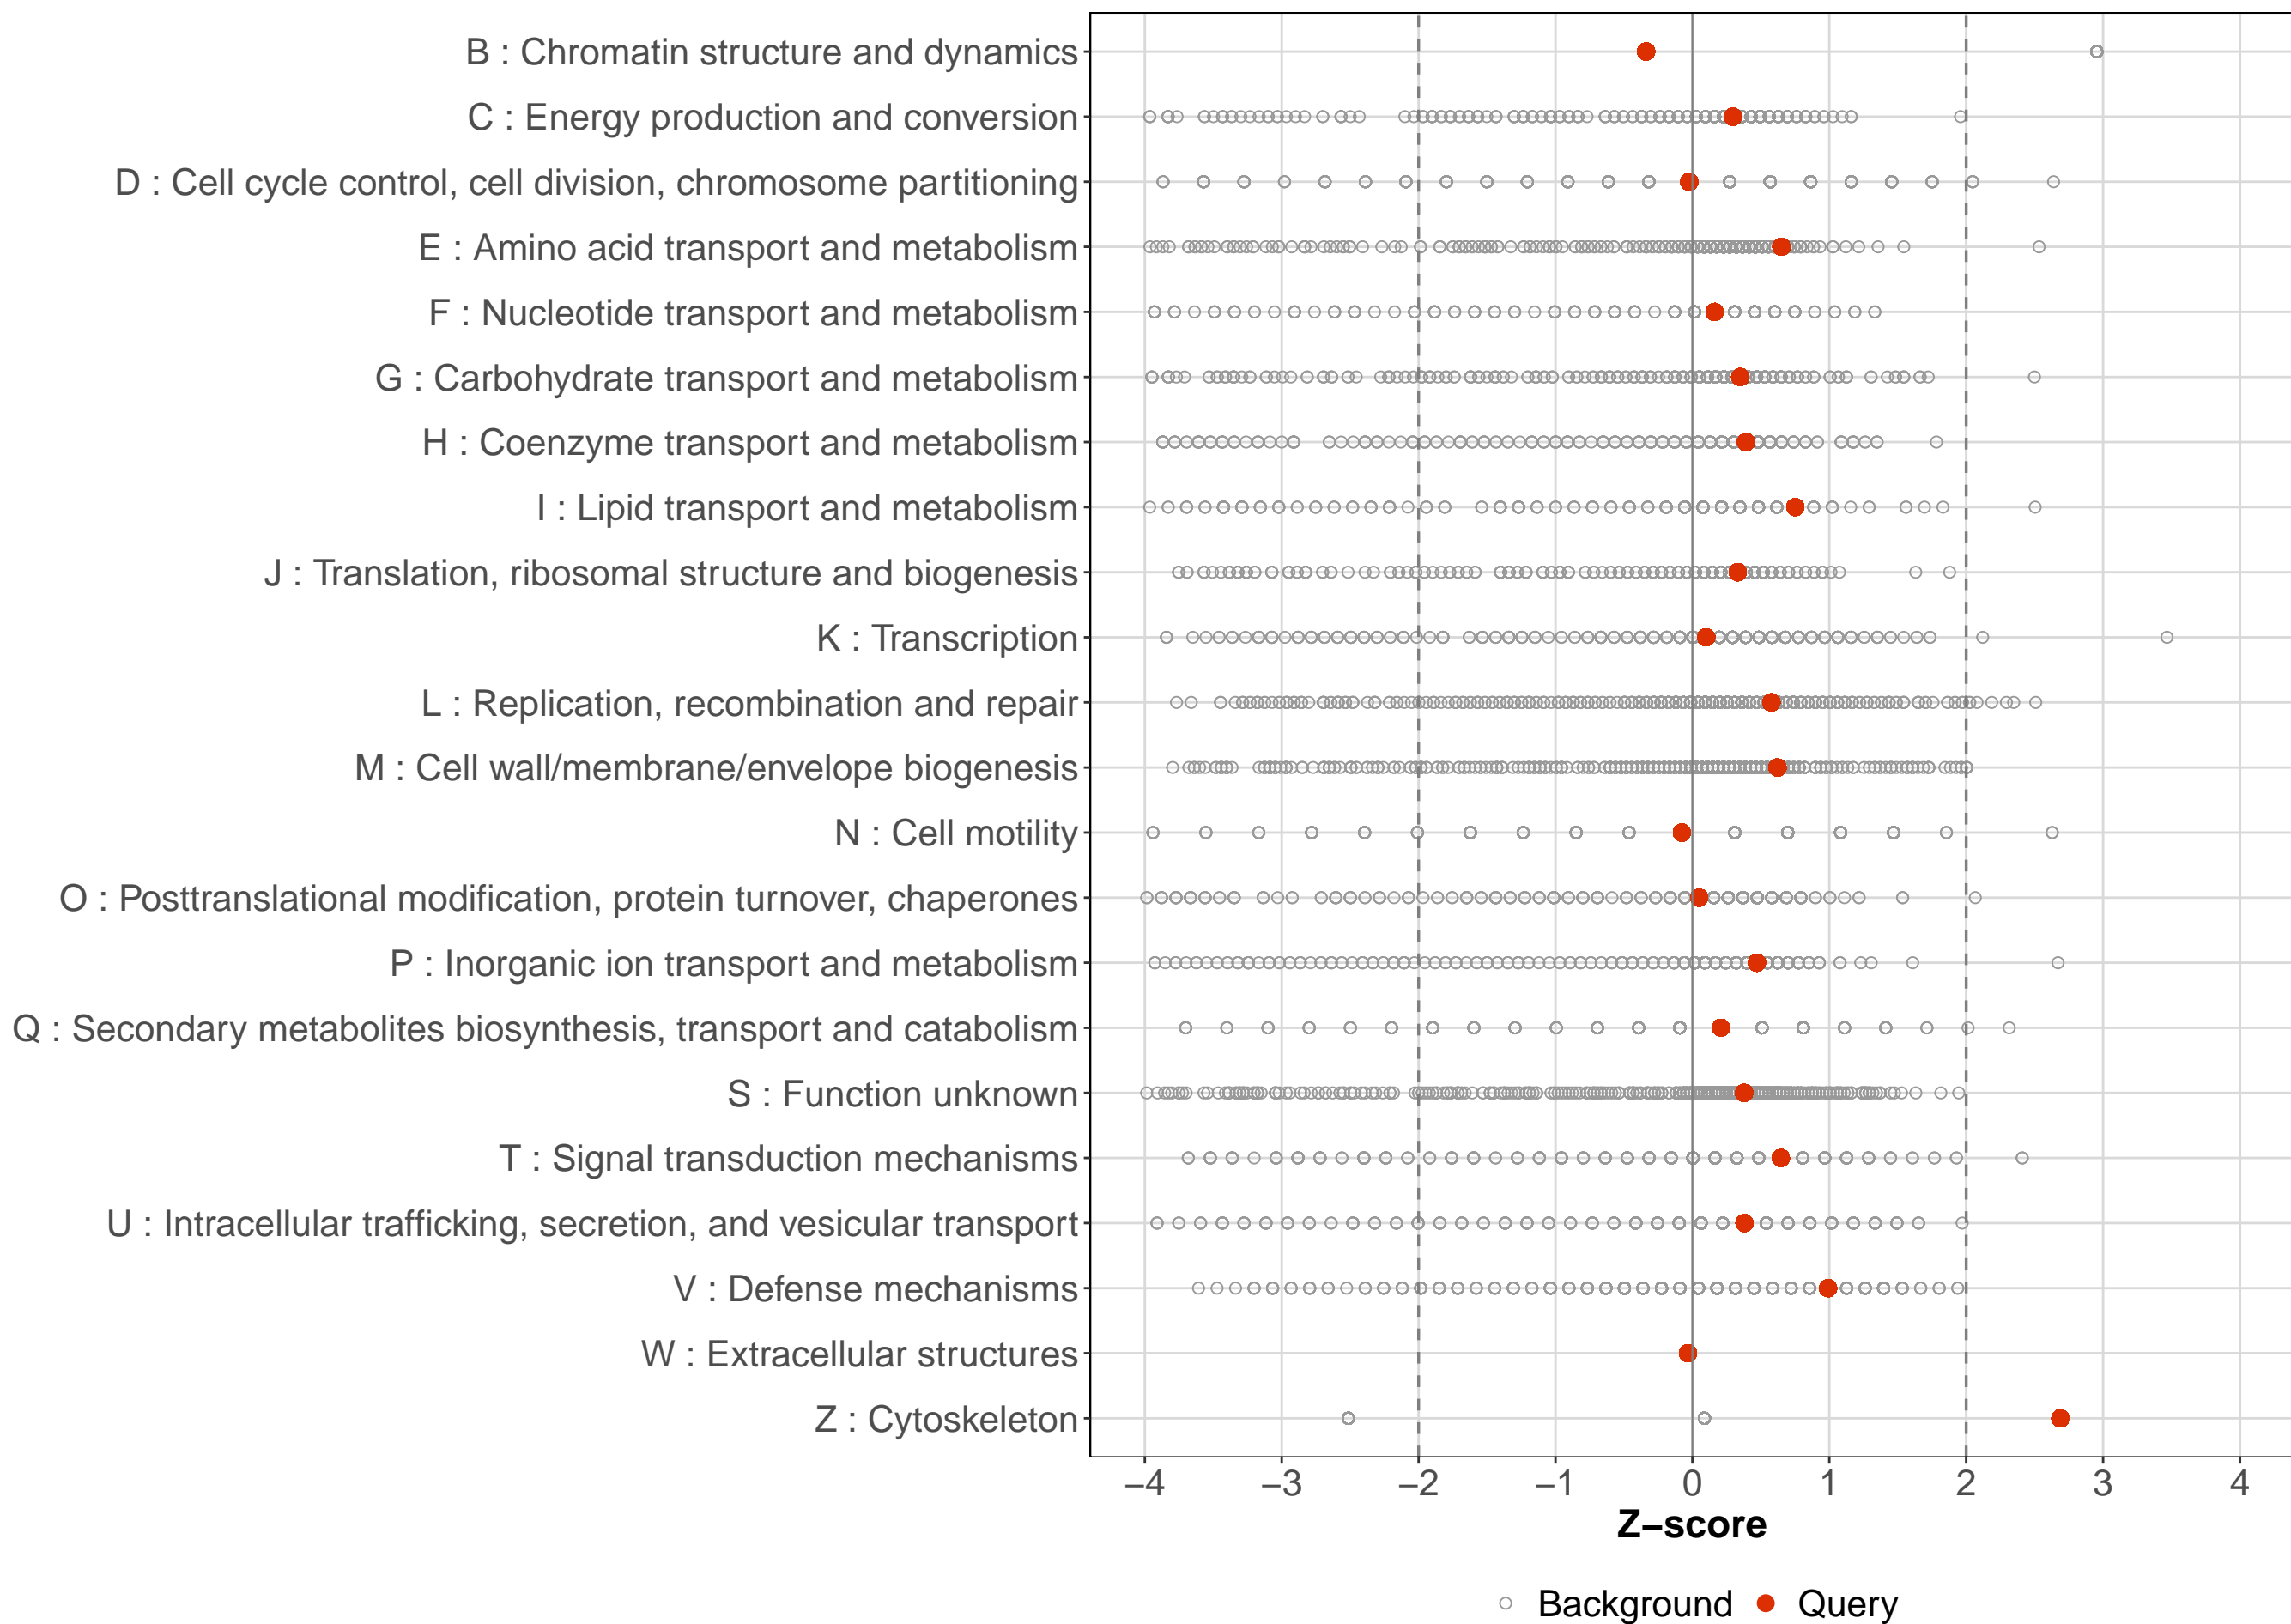 B : Chromatin structure and dynamics
C : Energy production and conversion
D : Cell cycle control, cell division, chromosome partitioning
E : Amino acid transport and metabolism
F : Nucleotide transport and metabolism
G : Carbohydrate transport and metabolism
H : Coenzyme transport and metabolism
I : Lipid transport and metabolism
J : Translation, ribosomal structure and biogenesis
K : Transcription
L : Replication, recombination and repair
M : Cell wall/membrane/envelope biogenesis
N : Cell motility
O : Posttranslational modification, protein turnover, chaperones
P : Inorganic ion transport and metabolism
Q : Secondary metabolites biosynthesis, transport and catabolism
S : Function unknown
T : Signal transduction mechanisms
U : Intracellular trafficking, secretion, and vesicular transport
V : Defense mechanisms
W : Extracellular structures
Z : Cytoskeleton
−4 −3 −2 −1 0 1 2 3 4
Z−score
Background Query